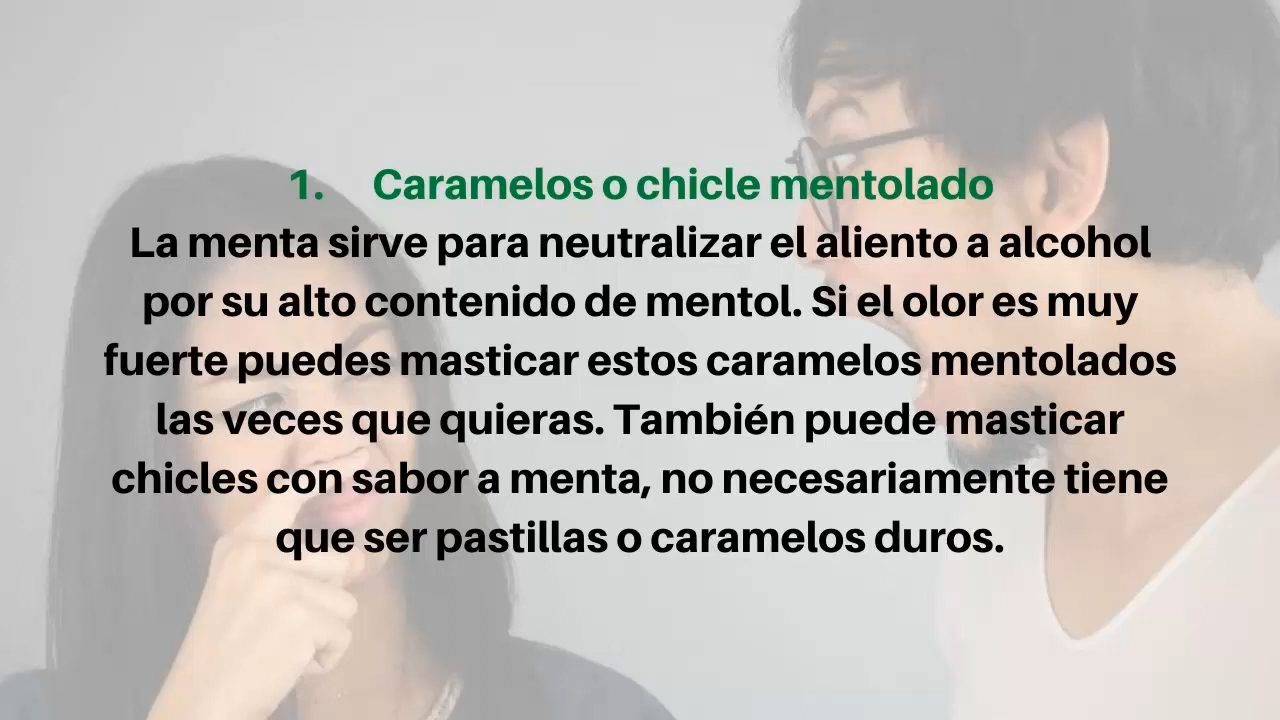 1. Caramelos o chicle mentolado
La menta sirve para neutralizar el aliento a alcohol
por su alto contenido de mentol. Si el olor es muy
fuerte puedes masticar estos caramelos mentolados
las veces que quieras. También puede masticar
chicles con sabor a menta, no necesariamente tiene
que ser pastillas o caramelos duros.